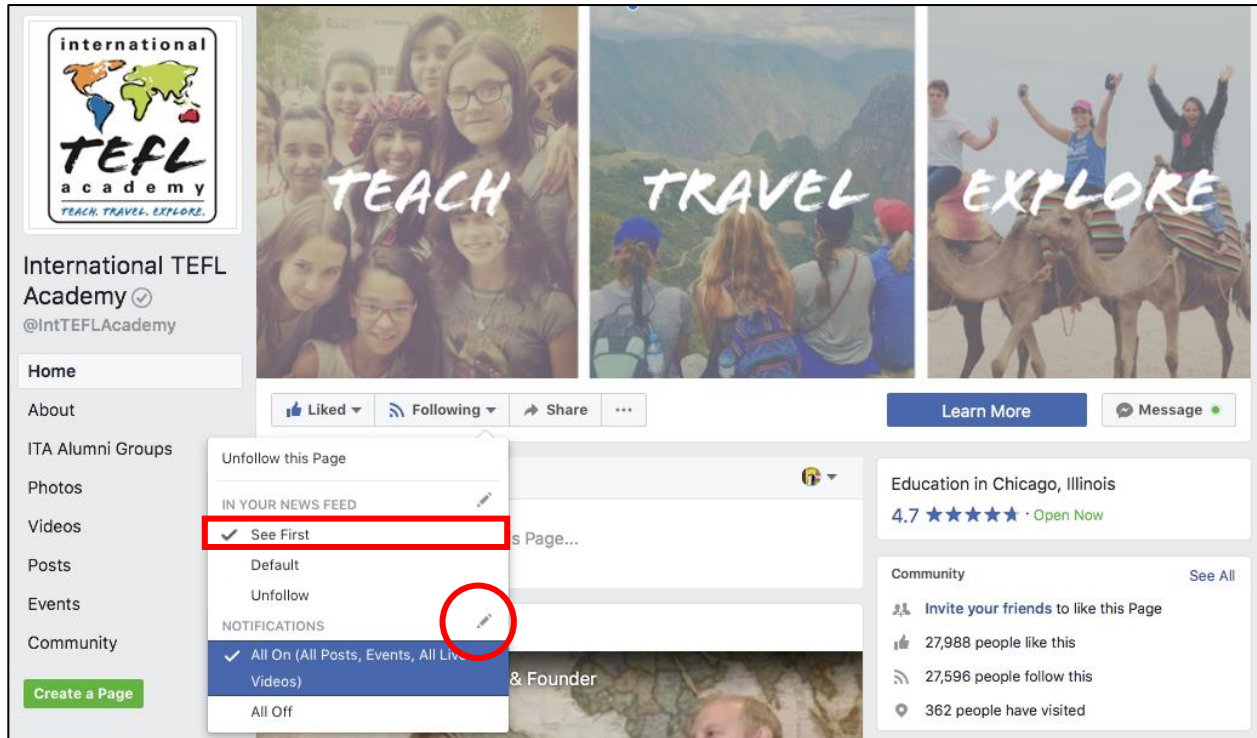 international
TEFL
academy
TEACH. TRAVEL. EXPLORE.
International TEFL
Academy
@IntTEFLAcademy
Home
About
ITA Alumni Groups
Photos
Videos
Posts
Events
Community
Create a Page
TEACH
TRAVEL
EXPLORE
Liked
Following
Share
...
Learn More
Message
Unfollow this Page
IN YOUR NEWS FEED
See First
Default
Unfollow
NOTIFICATIONS
All On (All Posts, Events, All Live
Videos)
All Off
s Page...
& Founder
Education in Chicago, Illinois
4.7 ★★★★★ · Open Now
Community See All
Invite your friends to like this Page
27,988 people like this
27,596 people follow this
362 people have visited